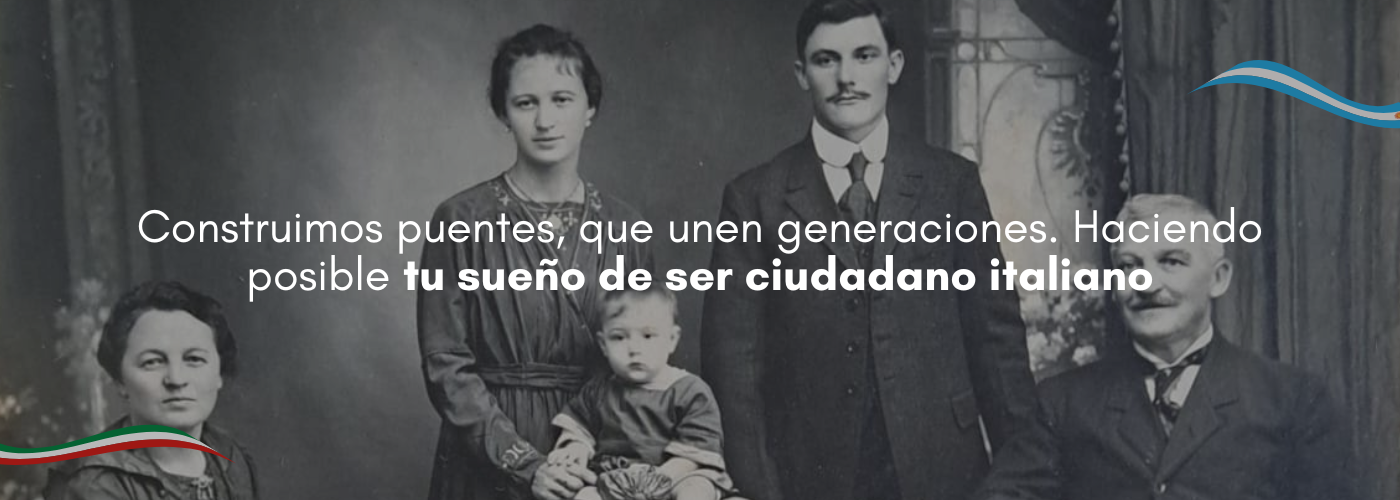 Construimos puentes, que unen generaciones. Haciendo
posible tu sueño de ser ciudadano italiano